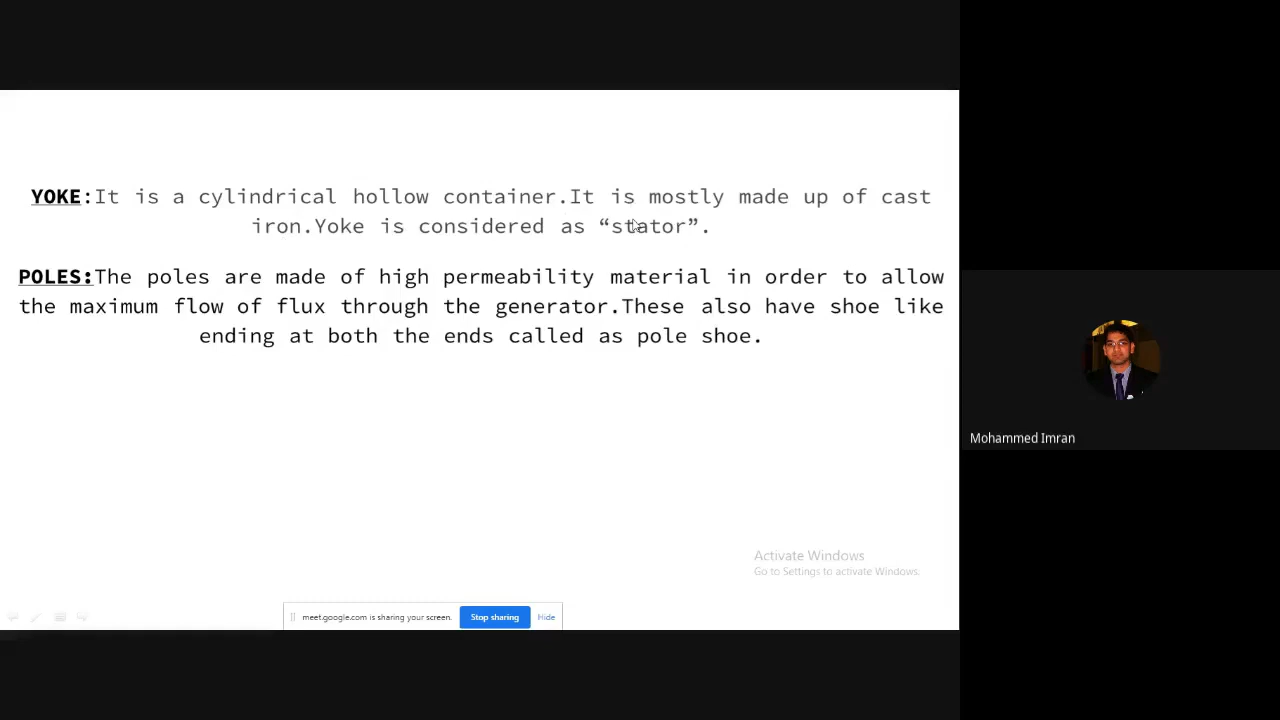 YOKE:It is a cylindrical hollow container.It is mostly made up of cast
iron.Yoke is considered as “stator”.
POLES:The poles are made of high permeability material in order to allow
the maximum flow of flux through the generator.These also have shoe like
ending at both the ends called as pole shoe.
Mohammed Imran
Activate Windows
Go to Settings to activate Windows.
meet.google.com is sharing your screen. Stop sharing Hide